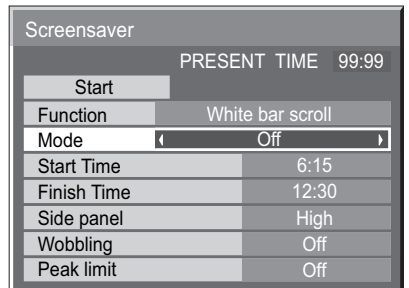 Screensaver
PRESENT TIME 99:99
Start
Function White bar scroll
Mode Off
Start Time 6:15
Finish Time 12:30
Side panel High
Wobbling Off
Peak limit Off